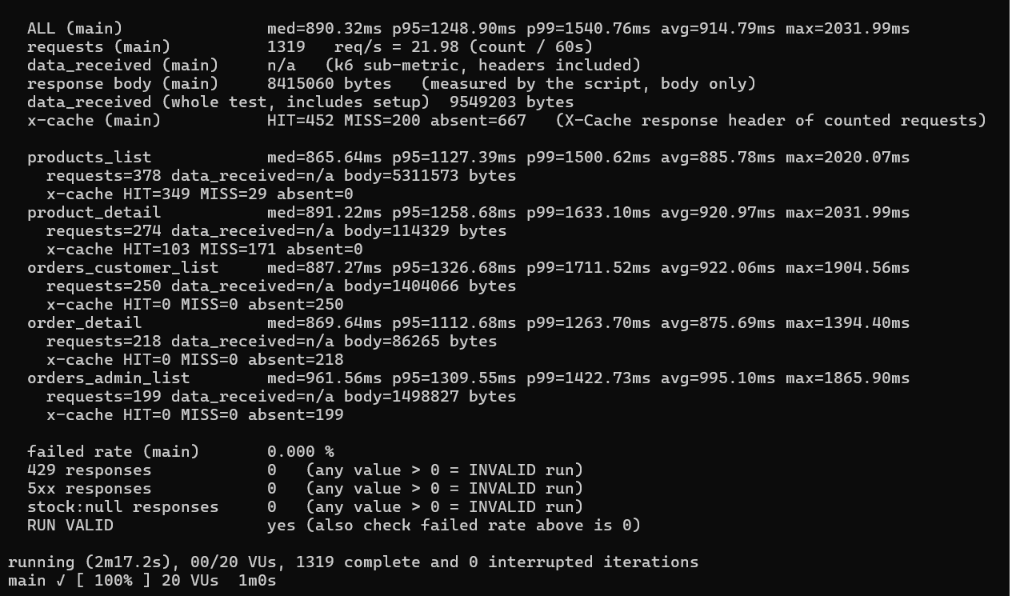 ALL (main) med=890.32ms p95=1248.90ms p99=1540.76ms avg=914.79ms max=2031.99ms
requests (main) 1319 req/s = 21.98 (count / 60s)
data_received (main) n/a (k6 sub-metric, headers included)
response body (main) 8415060 bytes (measured by the script, body only)
data_received (whole test, includes setup) 9549203 bytes
x-cache (main) HIT=452 MISS=200 absent=667 (X-Cache response header of counted requests)
products_list med=865.64ms p95=1127.39ms p99=1500.62ms avg=885.78ms max=2020.07ms
requests=378 data_received=n/a body=5311573 bytes
x-cache HIT=349 MISS=29 absent=0
product_detail med=891.22ms p95=1258.68ms p99=1633.10ms avg=920.97ms max=2031.99ms
requests=274 data_received=n/a body=114329 bytes
x-cache HIT=103 MISS=171 absent=0
orders_customer_list med=887.27ms p95=1326.68ms p99=1711.52ms avg=922.06ms max=1904.56ms
requests=250 data_received=n/a body=1404066 bytes
x-cache HIT=0 MISS=0 absent=250
order_detail med=869.64ms p95=1112.68ms p99=1263.70ms avg=875.69ms max=1394.40ms
requests=218 data_received=n/a body=86265 bytes
x-cache HIT=0 MISS=0 absent=218
orders_admin_list med=961.56ms p95=1309.55ms p99=1422.73ms avg=995.10ms max=1865.90ms
requests=199 data_received=n/a body=1498827 bytes
x-cache HIT=0 MISS=0 absent=199
failed rate (main) 0.000 %
429 responses 0 (any value > 0 = INVALID run)
5xx responses 0 (any value > 0 = INVALID run)
stock:null responses 0 (any value > 0 = INVALID run)
RUN VALID yes (also check failed rate above is 0)
running (2m17.2s), 00/20 VUs, 1319 complete and 0 interrupted iterations
main ✓ [ 100% ] 20 VUs 1m0s